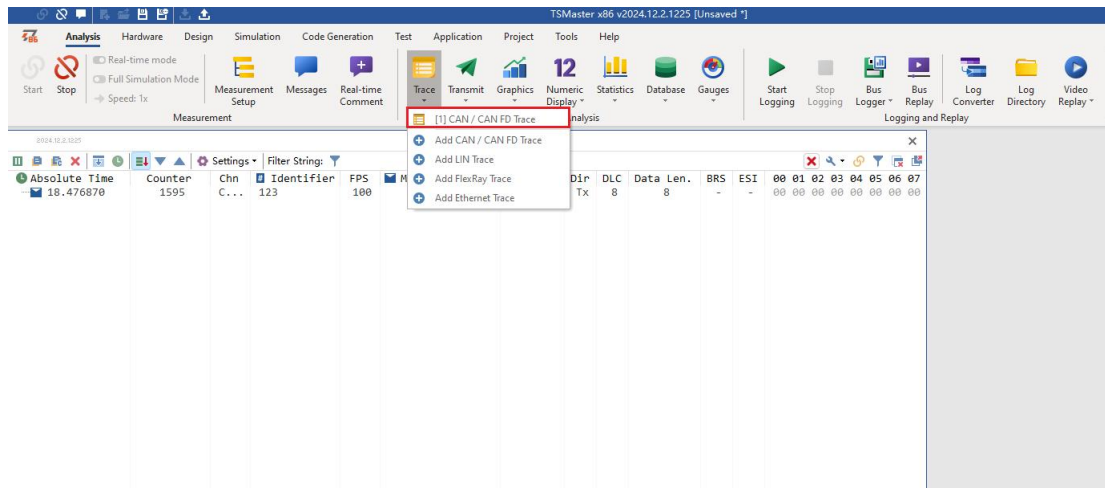 TSMaster x86 v2024.12.2.1225 [Unsaved *]
Analysis Hardware Design Simulation Code Generation Test Application Project Tools Help
Real-time mode
Full Simulation Mode
Speed: 1x
Start Stop Measurement Setup Messages Real-time Comment Trace Transmit Graphics 12 Numeric Display Statistics Database Gauges Start Logging Stop Logging Bus Logger Bus Replay Log Converter Log Directory Video Replay
Measurement Analysis Logging and Replay
[1] CAN / CAN FD Trace
Add CAN / CAN FD Trace
Add LIN Trace
Add FlexRay Trace
Add Ethernet Trace
2024.12.2.1225
Settings Filter String:
Absolute Time Counter Chn Identifier FPS M Dir DLC Data Len. BRS ESI 00 01 02 03 04 05 06 07
18.476870 1595 C... 123 100 Tx 8 8 - - 00 00 00 00 00 00 00 00